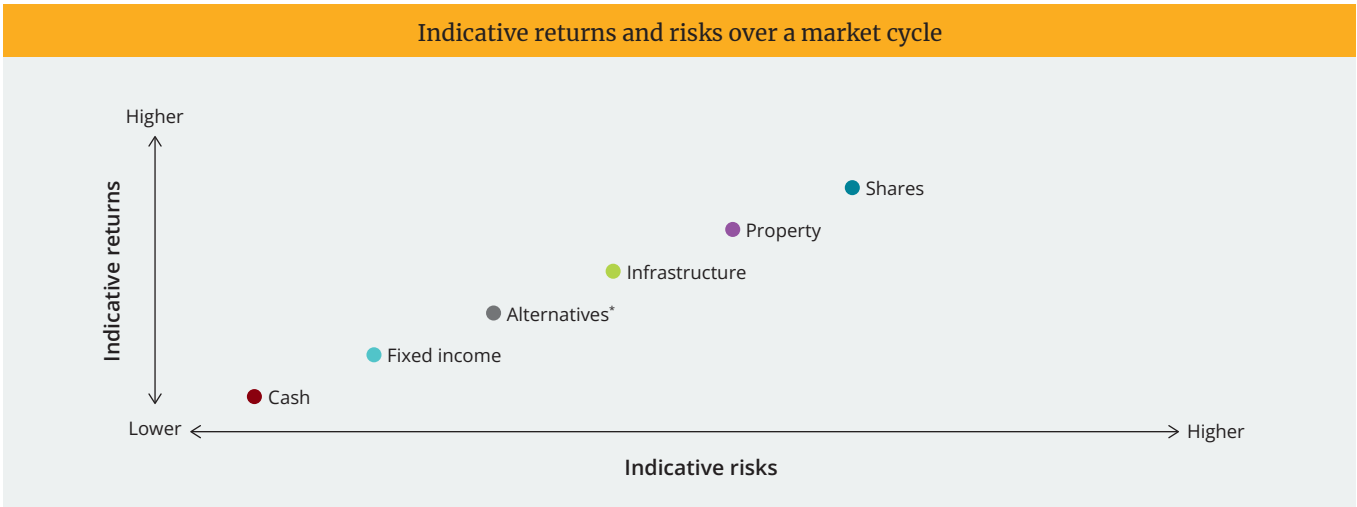 Indicative returns and risks over a market cycle
Higher
Indicative returns
Shares
Property
Infrastructure
Alternatives*
Fixed income
Cash
Lower
Higher
Indicative risks